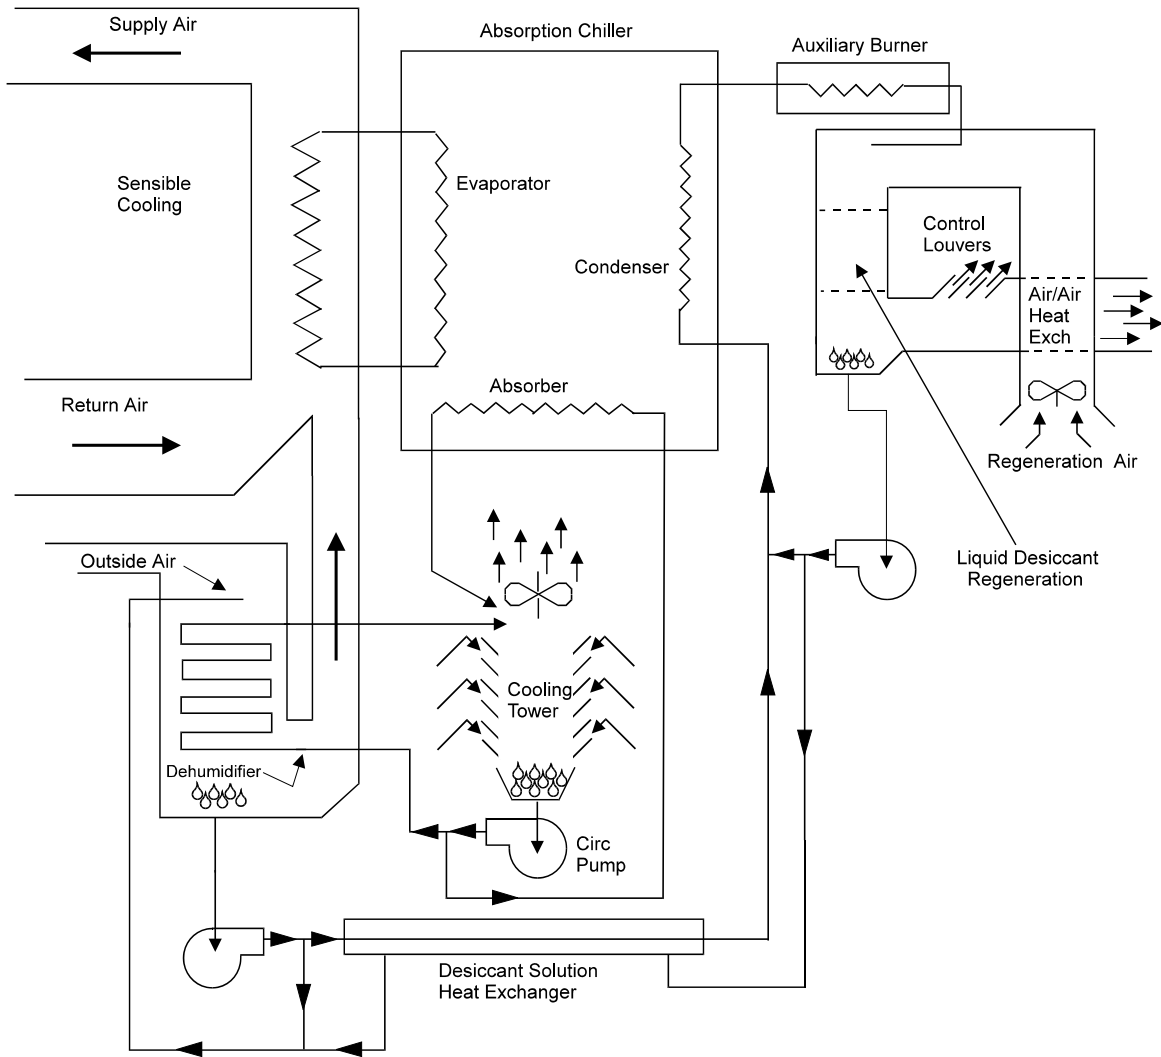 Supply Air
Absorption Chiller
Auxiliary Burner
Sensible
Cooling
Evaporator
Control
Louvers
Condenser
Air/Air
Heat
Exch
Absorber
Return Air
Regeneration Air
Outside Air
Liquid Desiccant
Regeneration
Cooling
Tower
Dehumidifier
Circ
Pump
Desiccant Solution
Heat Exchanger